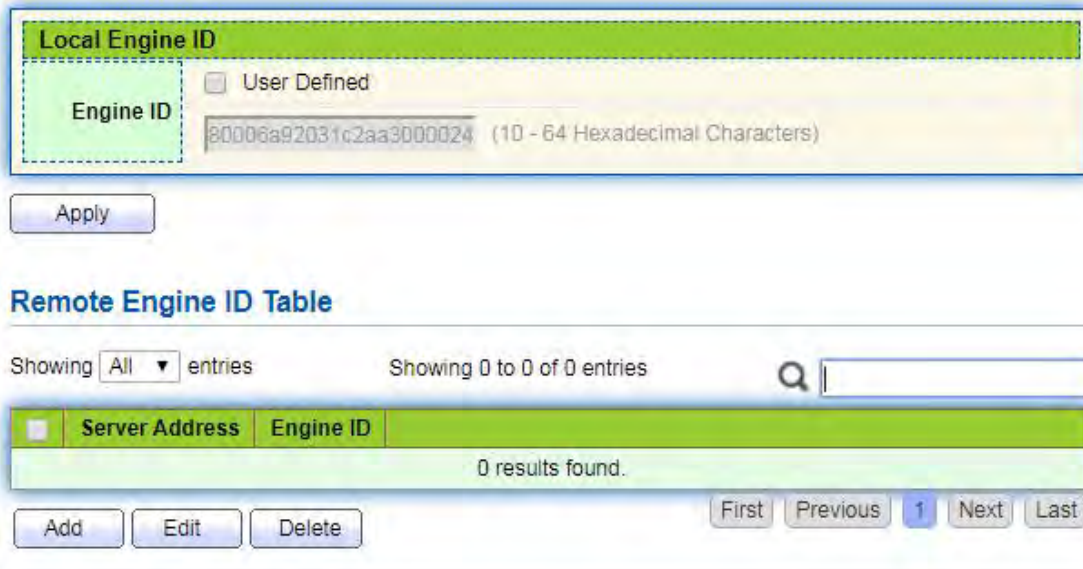 Local Engine ID
Engine ID
User Defined
80006a92031c2aa3000024 (10 - 64 Hexadecimal Characters)
Apply
Remote Engine ID Table
Showing All entries Showing 0 to 0 of 0 entries
Server Address Engine ID
0 results found.
Add Edit Delete First Previous 1 Next Last